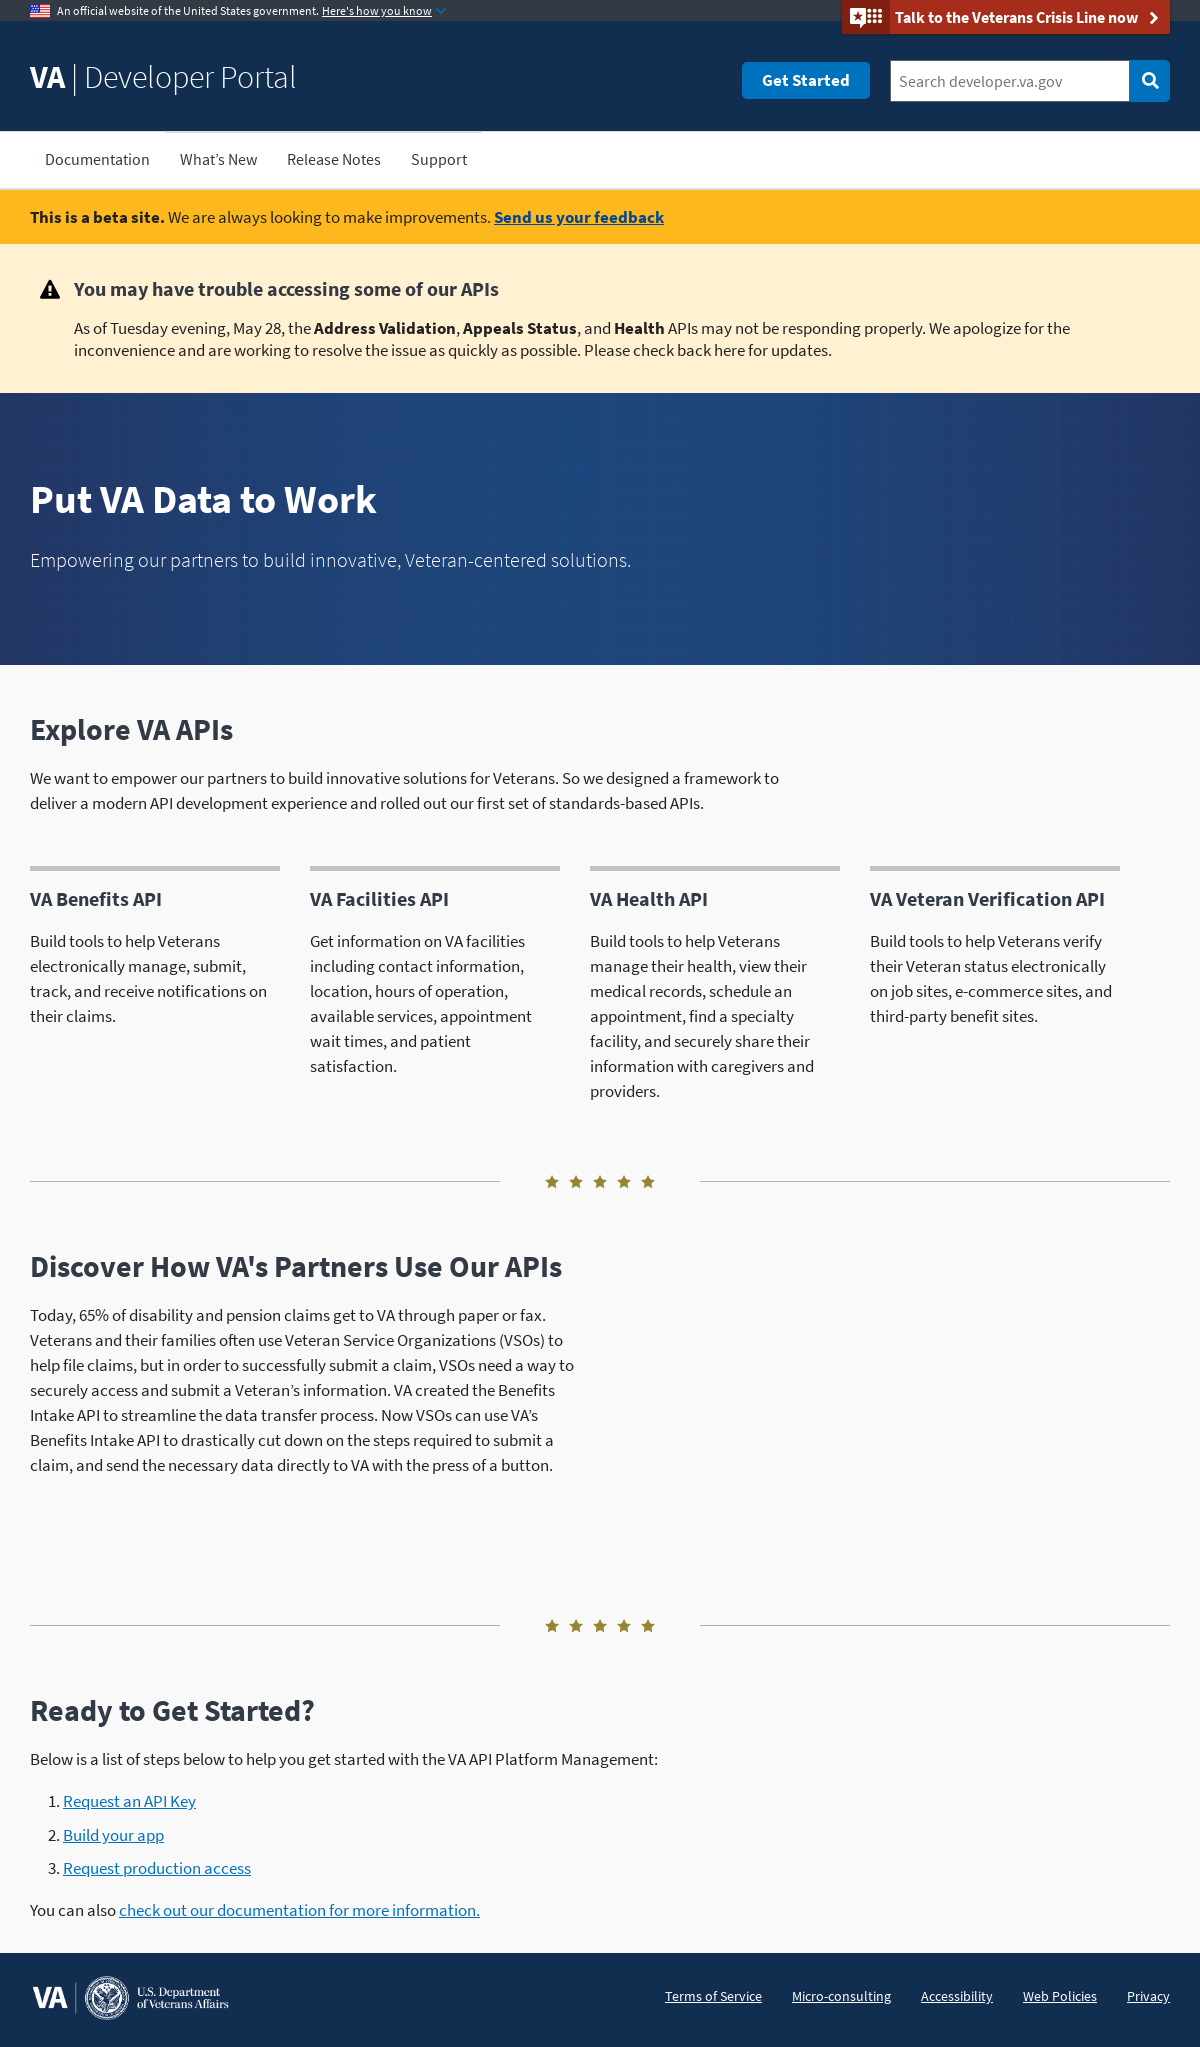 An official website of the United States government. Here's how you know
Talk to the Veterans Crisis Line now
VA | Developer Portal
Get Started
Search developer.va.gov
Documentation
What’s New
Release Notes
Support
This is a beta site. We are always looking to make improvements. Send us your feedback
You may have trouble accessing some of our APIs
As of Tuesday evening, May 28, the Address Validation, Appeals Status, and Health APIs may not be responding properly. We apologize for the
inconvenience and are working to resolve the issue as quickly as possible. Please check back here for updates.
Put VA Data to Work
Empowering our partners to build innovative, Veteran-centered solutions.
Explore VA APIs
We want to empower our partners to build innovative solutions for Veterans. So we designed a framework to
deliver a modern API development experience and rolled out our first set of standards-based APIs.
VA Benefits API
Build tools to help Veterans
electronically manage, submit,
track, and receive notifications on
their claims.
VA Facilities API
Get information on VA facilities
including contact information,
location, hours of operation,
available services, appointment
wait times, and patient
satisfaction.
VA Health API
Build tools to help Veterans
manage their health, view their
medical records, schedule an
appointment, find a specialty
facility, and securely share their
information with caregivers and
providers.
VA Veteran Verification API
Build tools to help Veterans verify
their Veteran status electronically
on job sites, e-commerce sites, and
third-party benefit sites.
Discover How VA's Partners Use Our APIs
Today, 65% of disability and pension claims get to VA through paper or fax.
Veterans and their families often use Veteran Service Organizations (VSOs) to
help file claims, but in order to successfully submit a claim, VSOs need a way to
securely access and submit a Veteran’s information. VA created the Benefits
Intake API to streamline the data transfer process. Now VSOs can use VA’s
Benefits Intake API to drastically cut down on the steps required to submit a
claim, and send the necessary data directly to VA with the press of a button.
Ready to Get Started?
Below is a list of steps below to help you get started with the VA API Platform Management:
1. Request an API Key
2. Build your app
3. Request production access
You can also check out our documentation for more information.
VA
U.S. Department
of Veterans Affairs
Terms of Service
Micro-consulting
Accessibility
Web Policies
Privacy